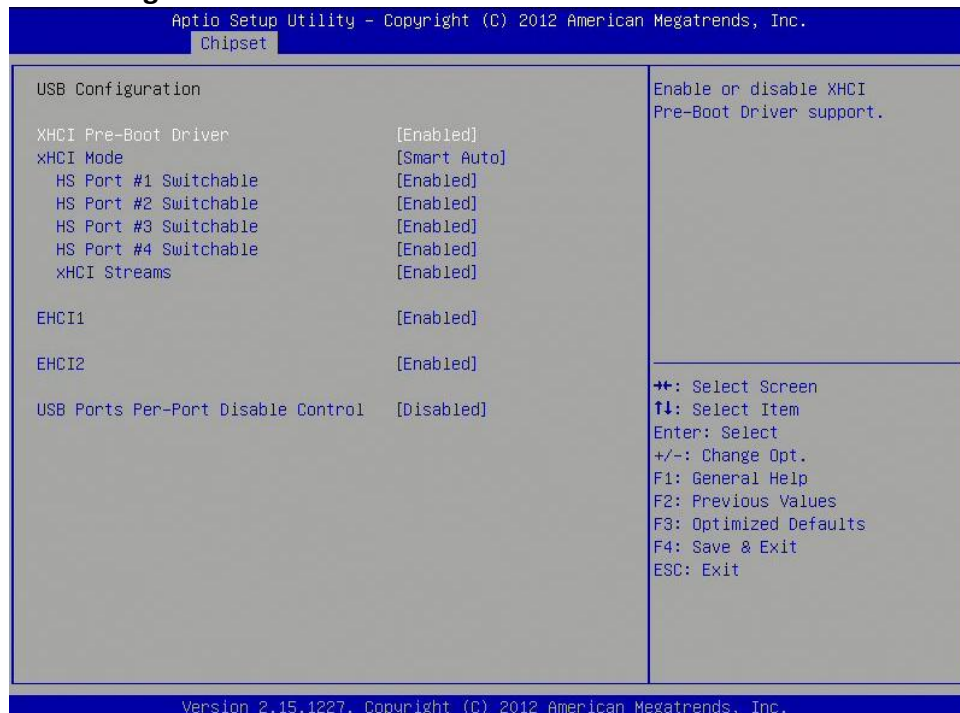 Aptio Setup Utility – Copyright (C) 2012 American Megatrends, Inc.
Chipset
USB Configuration
XHCI Pre-Boot Driver [Enabled]
xHCI Mode [Smart Auto]
HS Port #1 Switchable [Enabled]
HS Port #2 Switchable [Enabled]
HS Port #3 Switchable [Enabled]
HS Port #4 Switchable [Enabled]
xHCI Streams [Enabled]
EHCI1 [Enabled]
EHCI2 [Enabled]
USB Ports Per-Port Disable Control [Disabled]
Enable or disable XHCI
Pre-Boot Driver support.
→←: Select Screen
↑↓: Select Item
Enter: Select
+/-: Change Opt.
F1: General Help
F2: Previous Values
F3: Optimized Defaults
F4: Save & Exit
ESC: Exit
Version 2.15.1227. Copyright (C) 2012 American Megatrends, Inc.